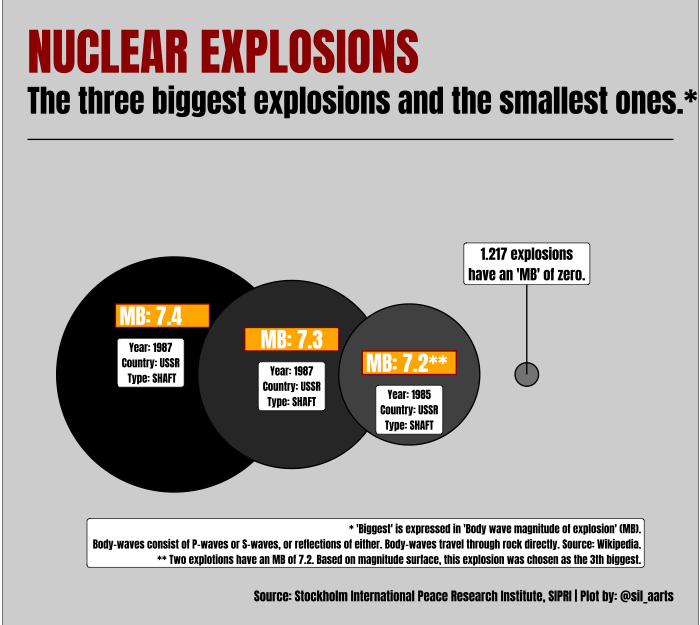 NUCLEAR EXPLOSIONS
The three biggest explosions and the smallest ones.*
1.217 explosions
have an 'MB' of zero.
MB: 7.4
Year: 1987
Country: USSR
Type: SHAFT
MB: 7.3
Year: 1987
Country: USSR
Type: SHAFT
MB: 7.2**
Year: 1985
Country: USSR
Type: SHAFT
* 'Biggest' is expressed in 'Body wave magnitude of explosion' (MB).
Body-waves consist of P-waves or S-waves, or reflections of either. Body-waves travel through rock directly. Source: Wikipedia.
** Two explotions have an MB of 7.2. Based on magnitude surface, this explosion was chosen as the 3th biggest.
Source: Stockholm International Peace Research Institute, SIPRI | Plot by: @sil_aarts